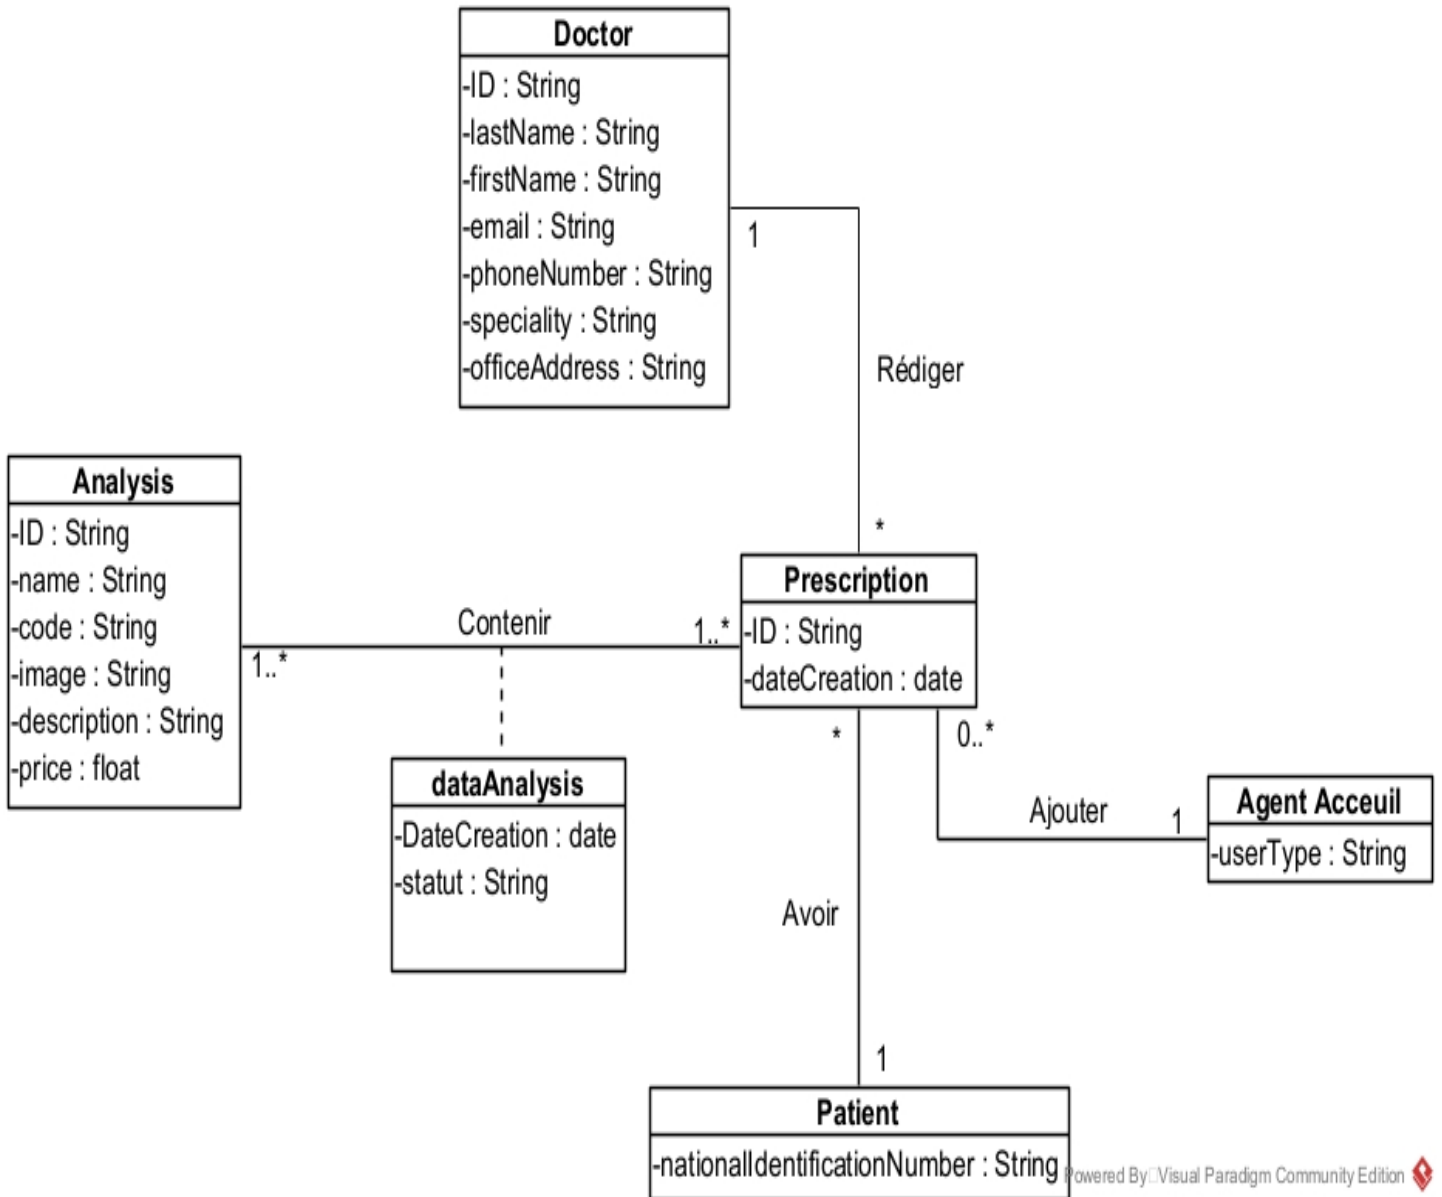 Doctor
-ID : String
-lastName : String
-firstName : String
-email : String
-phoneNumber : String
-speciality : String
-officeAddress : String
1
Rédiger
*
Analysis
-ID : String
-name : String
-code : String
-image : String
-description : String
-price : float
1..*
Contenir
1..*
Prescription
-ID : String
-dateCreation : date
dataAnalysis
-DateCreation : date
-statut : String
*
0..*
Ajouter
1
Agent Acceuil
-userType : String
Avoir
1
Patient
-nationalIdentificationNumber : String
Powered By Visual Paradigm Community Edition